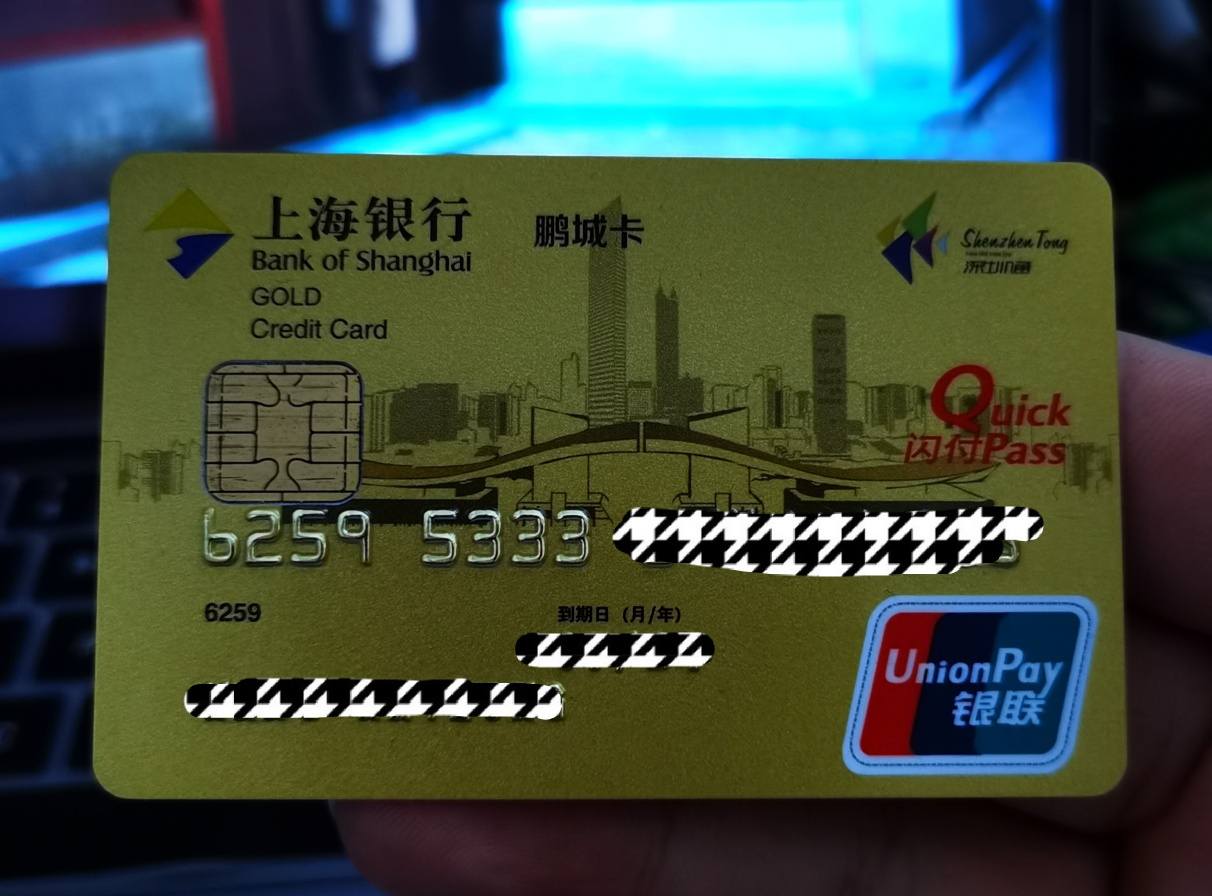 上海银行
鹏城卡
Bank of Shanghai
GOLD
Credit Card
Shenzhen Tong
深圳通
Quick
闪付Pass
6259 5333
6259
到期日（月/年）
UnionPay
银联